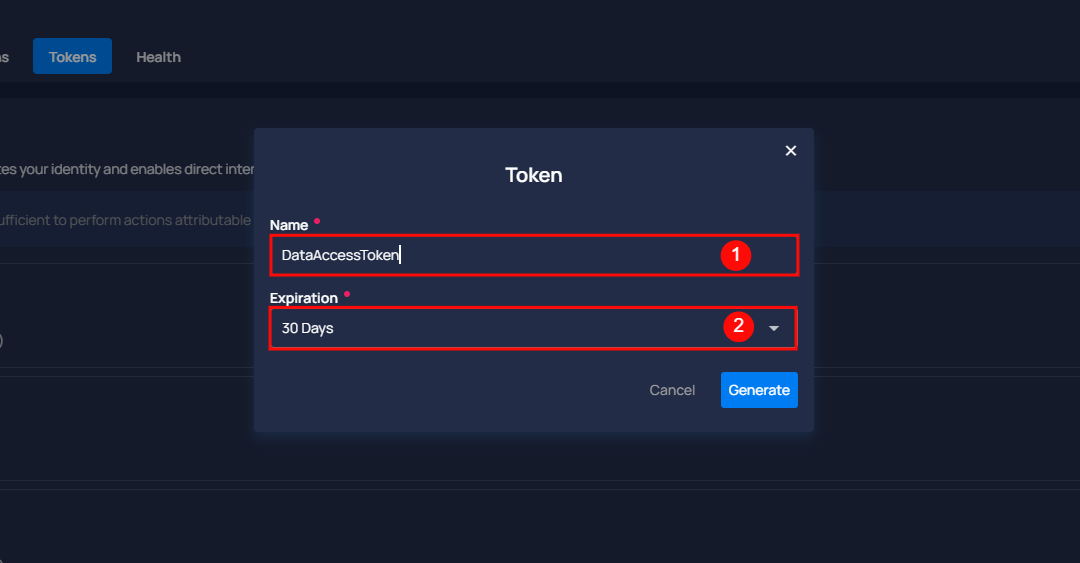 Tokens Health
Token
tes your identity and enables direct inter
Name
ufficient to perform actions attributable
DataAccessToken 1
Expiration
30 Days 2
)
Cancel Generate